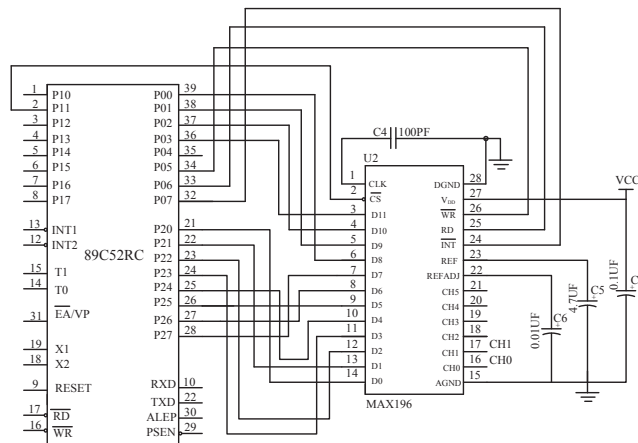 1 P10 P00 39
2 P11 P01 38
3 P12 P02 37
4 P13 P03 36
5 P14 P04 35
6 P15 P05 34
7 P16 P06 33
8 P17 P07 32
13 INT1 P20 21
12 INT2 P21 22
89C52RC
P22 23
15 T1 P23 24
14 T0 P24 25
P25 26
31 EA/VP P26 27
P27 28
19 X1
18 X2
9 RESET RXD 10
TXD 22
17 RD ALEP 30
16 WR PSEN 29
C4 100PF
U2
1 CLK DGND 28
2 CS VDD 27
3 D11 WR 26
4 D10 RD 25
5 D9 INT 24
6 D8 REF 23
7 D7 REFADJ 22
8 D6 CH5 21
9 D5 CH4 20
10 D4 CH3 19
11 D3 CH2 18
12 D2 CH1 17 CH1
13 D1 CH0 16 CH0
14 D0 AGND 15
MAX196
VCC
0.01UF C6
4.7UF C5
0.1UF